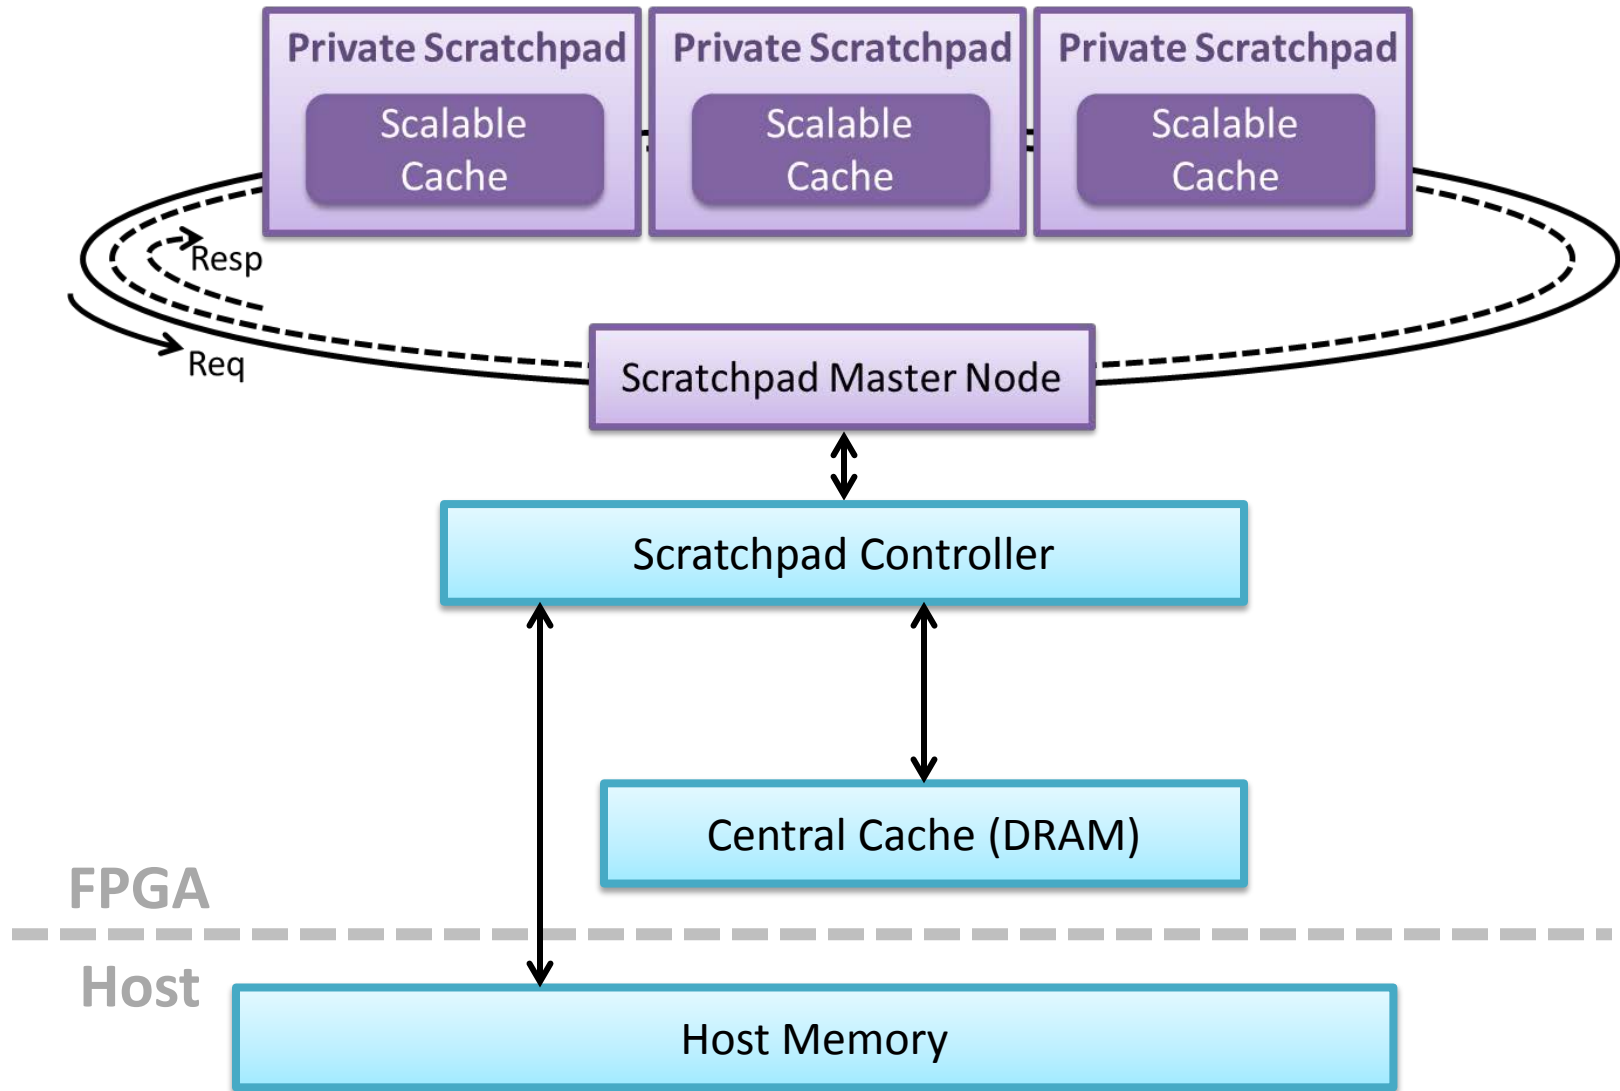 Private Scratchpad
Scalable
Cache
Private Scratchpad
Scalable
Cache
Private Scratchpad
Scalable
Cache
Resp
Req
Scratchpad Master Node
Scratchpad Controller
Central Cache (DRAM)
FPGA
Host
Host Memory